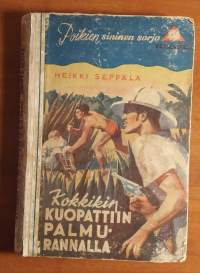 Poikien sininen sarja
HEIKKI SEPPÄLÄ
Kokkikin
KUOPATTIIN
PALMU-
RANNALLA